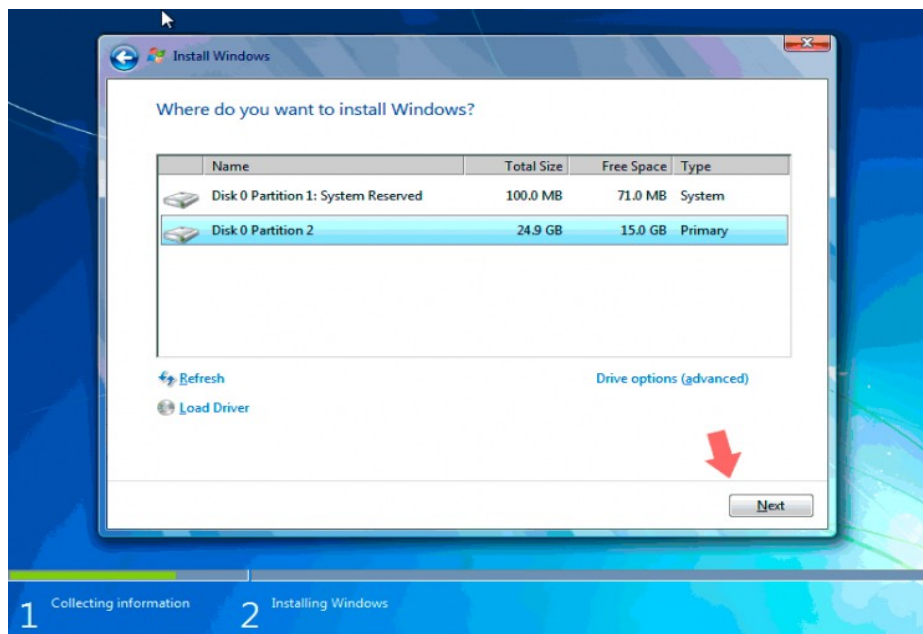 Install Windows
Where do you want to install Windows?
Name Total Size Free Space Type
Disk 0 Partition 1: System Reserved 100.0 MB 71.0 MB System
Disk 0 Partition 2 24.9 GB 15.0 GB Primary
Refresh Drive options (advanced)
Load Driver
Next
1 Collecting information 2 Installing Windows